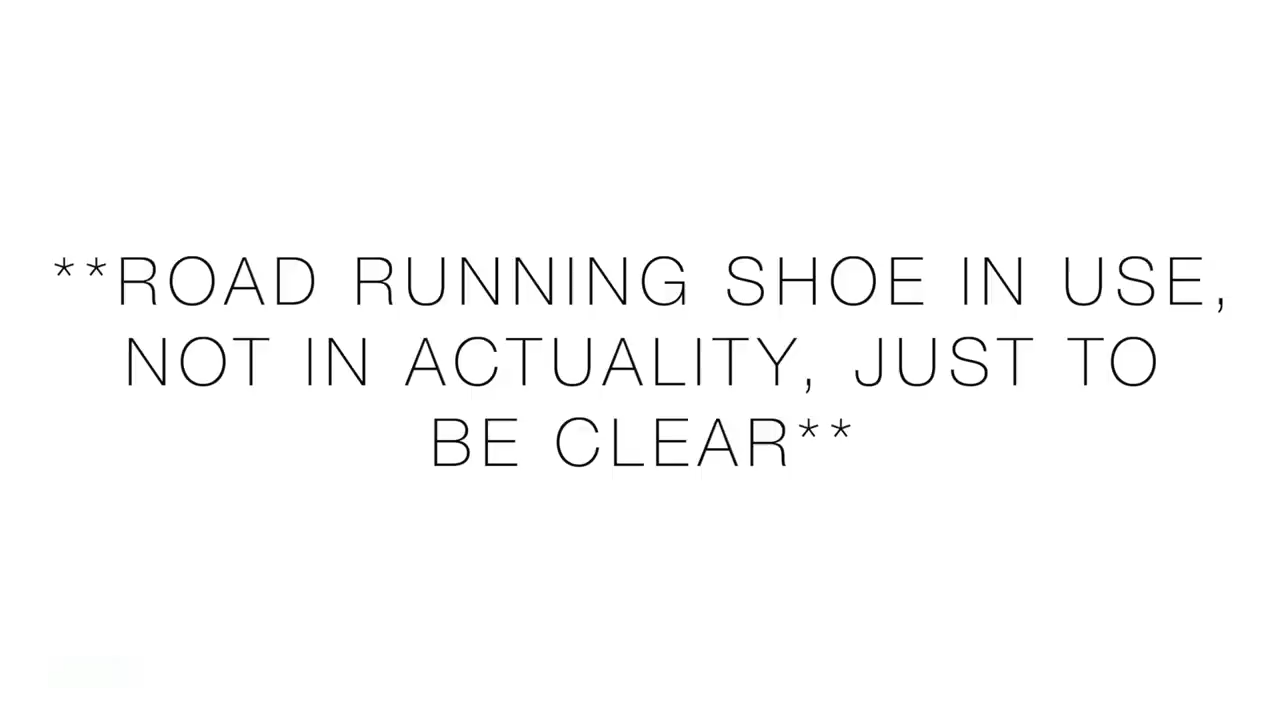 **ROAD RUNNING SHOE IN USE,
NOT IN ACTUALITY, JUST TO
BE CLEAR**